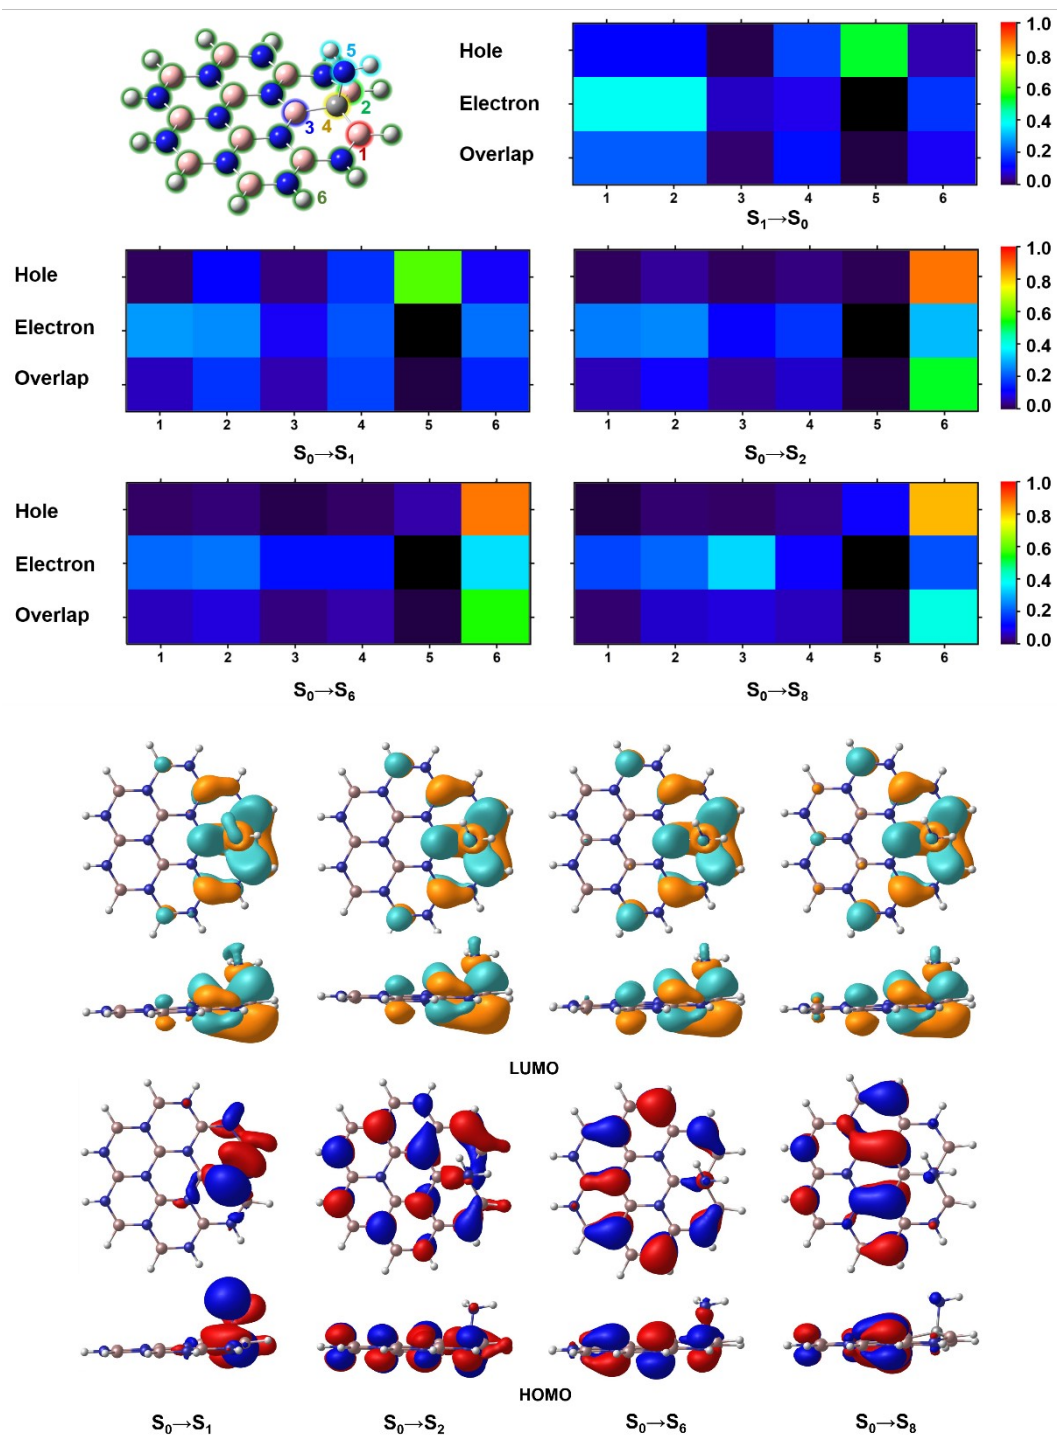 5
2
3
4
1
6
Hole
Electron
Overlap
1.0
0.8
0.6
0.4
0.2
0.0
1 2 3 4 5 6
S₁→S₀
Hole
Electron
Overlap
1.0
0.8
0.6
0.4
0.2
0.0
1 2 3 4 5 6
1 2 3 4 5 6
S₀→S₁
S₀→S₂
Hole
Electron
Overlap
1.0
0.8
0.6
0.4
0.2
0.0
1 2 3 4 5 6
1 2 3 4 5 6
S₀→S₆
S₀→S₈
LUMO
HOMO
S₀→S₁ S₀→S₂ S₀→S₆ S₀→S₈